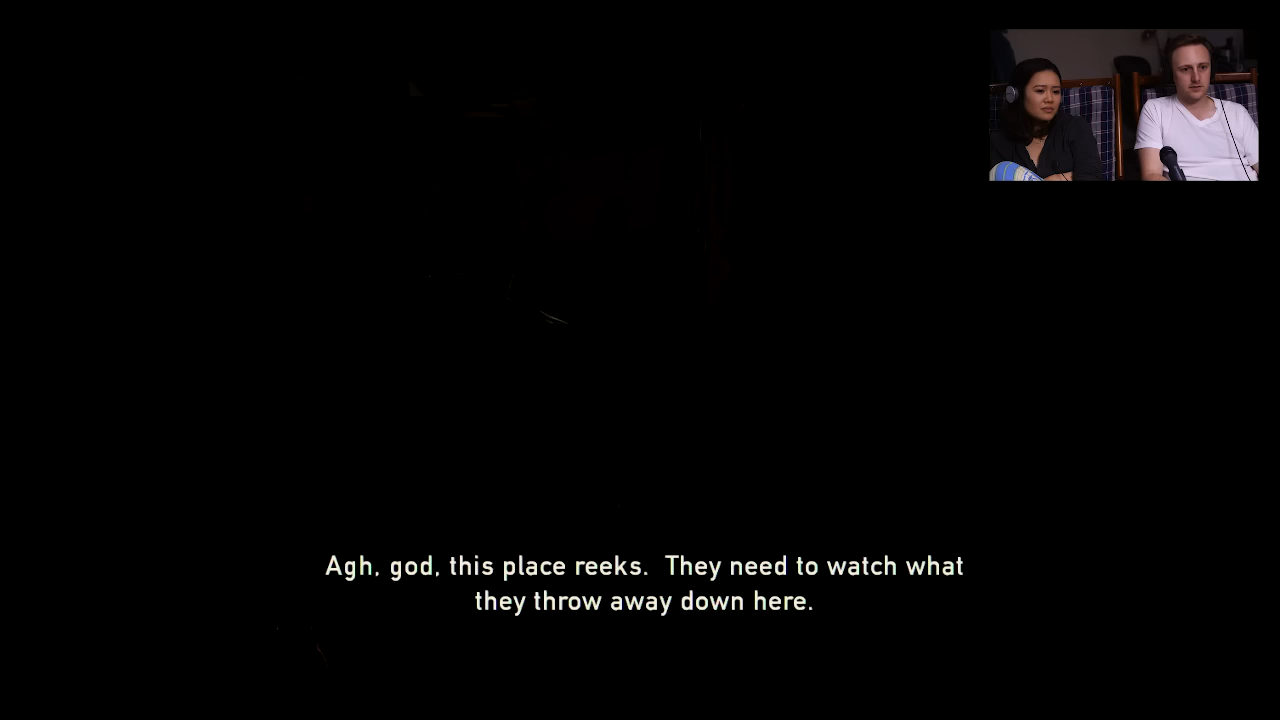 Agh, god, this place reeks.  They need to watch what
they throw away down here.